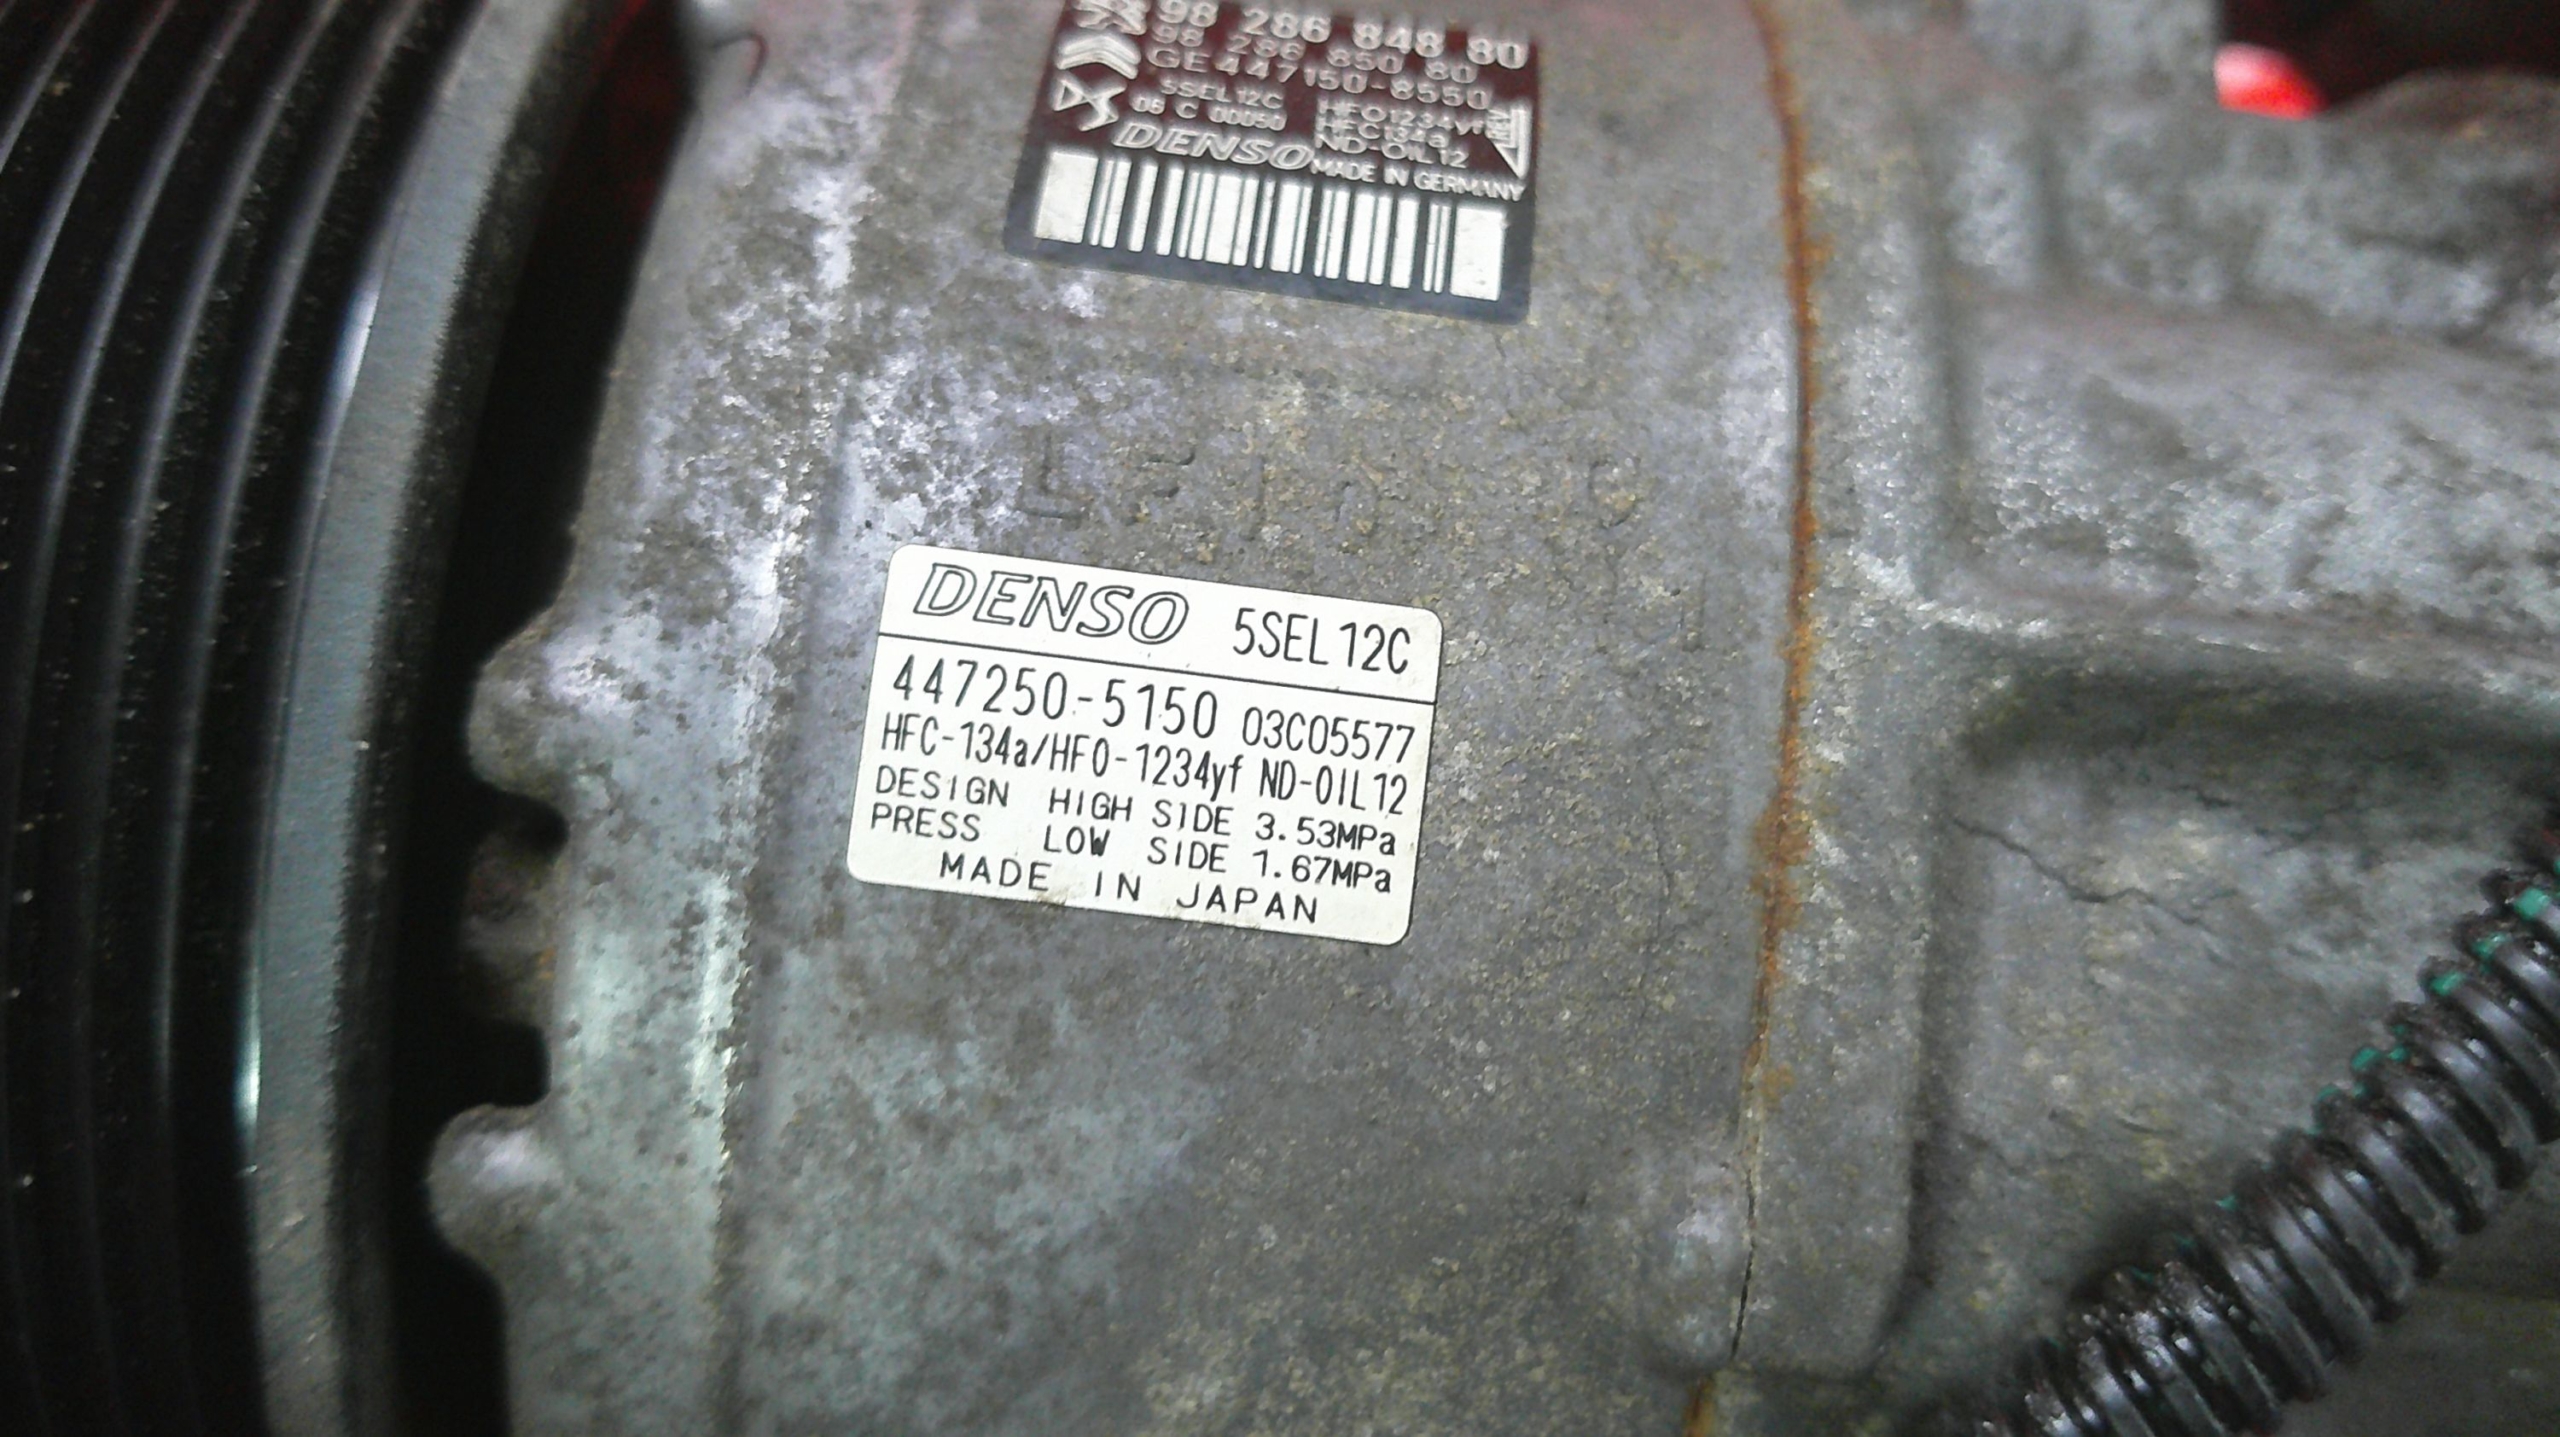 98 286 848 80
98 286 850 80
GE447150-8550
5SEL12C HFO1234yf
HFC134a
ND-OIL12
DENSO MADE IN GERMANY
DENSO 5SEL12C
447250-5150 03C05577
HFC-134a/HFO-1234yf ND-OIL12
DESIGN HIGH SIDE 3.53MPa
PRESS LOW SIDE 1.67MPa
MADE IN JAPAN